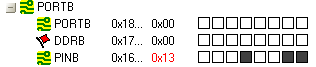 PORTB
PORTB 0x18... 0x00
DDRB 0x17... 0x00
PINB 0x16... 0x13